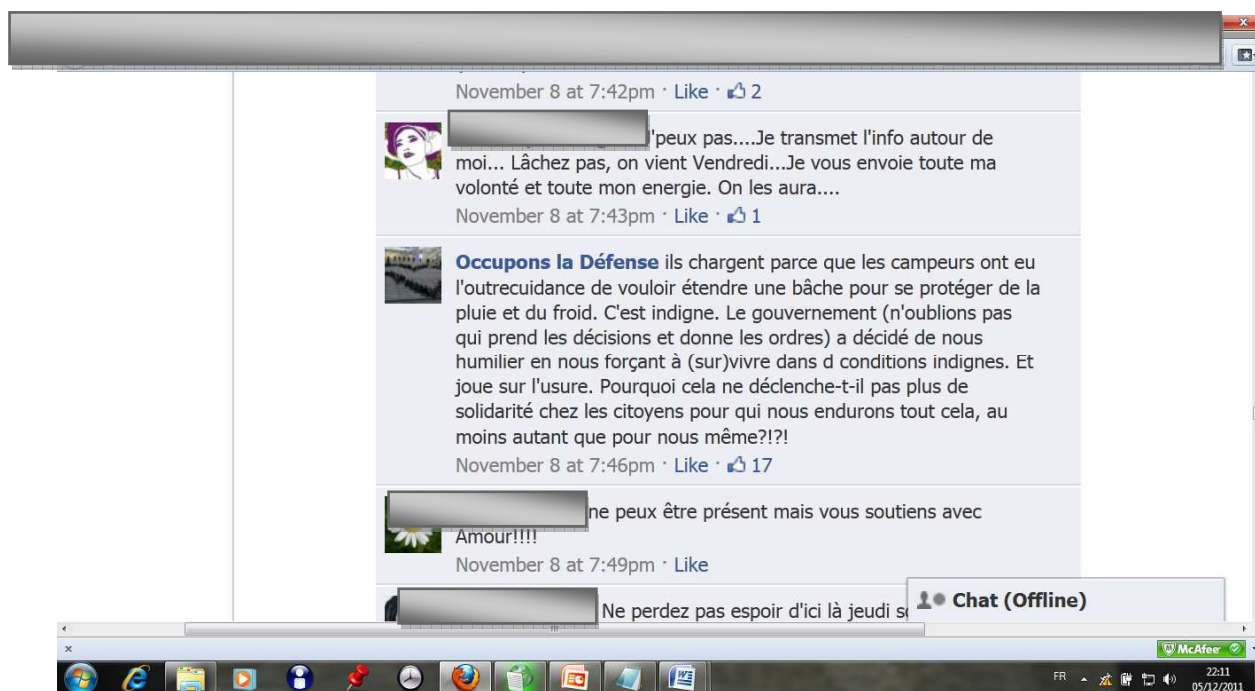 November 8 at 7:42pm · Like · 2
'peux pas....Je transmet l'info autour de
moi... Lâchez pas, on vient Vendredi...Je vous envoie toute ma
volonté et toute mon energie. On les aura....
November 8 at 7:43pm · Like · 1
Occupons la Défense ils chargent parce que les campeurs ont eu
l'outrecuidance de vouloir étendre une bâche pour se protéger de la
pluie et du froid. C'est indigne. Le gouvernement (n'oublions pas
qui prend les décisions et donne les ordres) a décidé de nous
humilier en nous forçant à (sur)vivre dans d conditions indignes. Et
joue sur l'usure. Pourquoi cela ne déclenche-t-il pas plus de
solidarité chez les citoyens pour qui nous endurons tout cela, au
moins autant que pour nous même?!?!
November 8 at 7:46pm · Like · 17
ne peux être présent mais vous soutiens avec
Amour!!!!
November 8 at 7:49pm · Like
Ne perdez pas espoir d'ici là jeudi
Chat (Offline)
McAfee
FR
22:11
05/12/2011